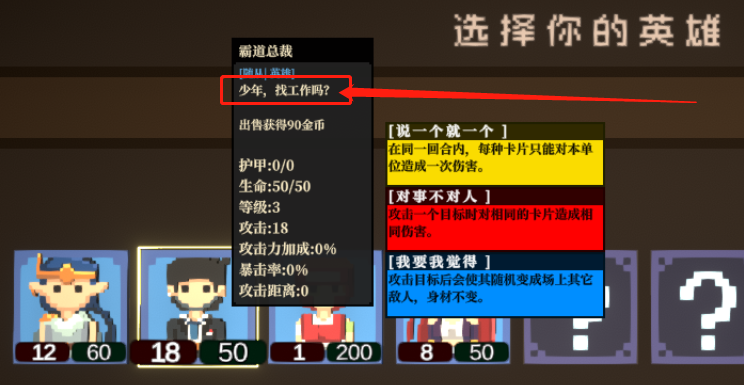 选择你的英雄
霸道总裁
[随从|英雄]
少年，找工作吗？
出售获得90金币
护甲:0/0
生命:50/50
等级:3
攻击:18
攻击力加成:0%
暴击率:0%
攻击距离:0
[说一个就一个 ]
在同一回合内，每种卡片只能对本单
位造成一次伤害。
[对事不对人 ]
攻击一个目标时对相同的卡片造成相
同伤害。
[我要我觉得 ]
攻击目标后会使其随机变成场上其它
敌人，身材不变。
12 60
18 50
1 200
8 50
? ?